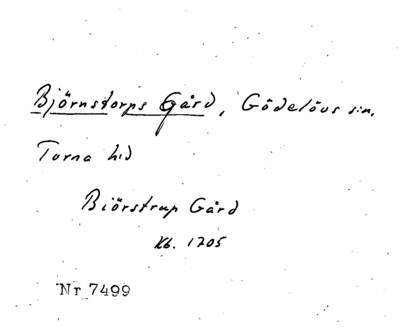 Björnstorps Gård, Gödelövs sn.
Torna hd
Biörstrup Gård
Kb. 1705
Nr 7499